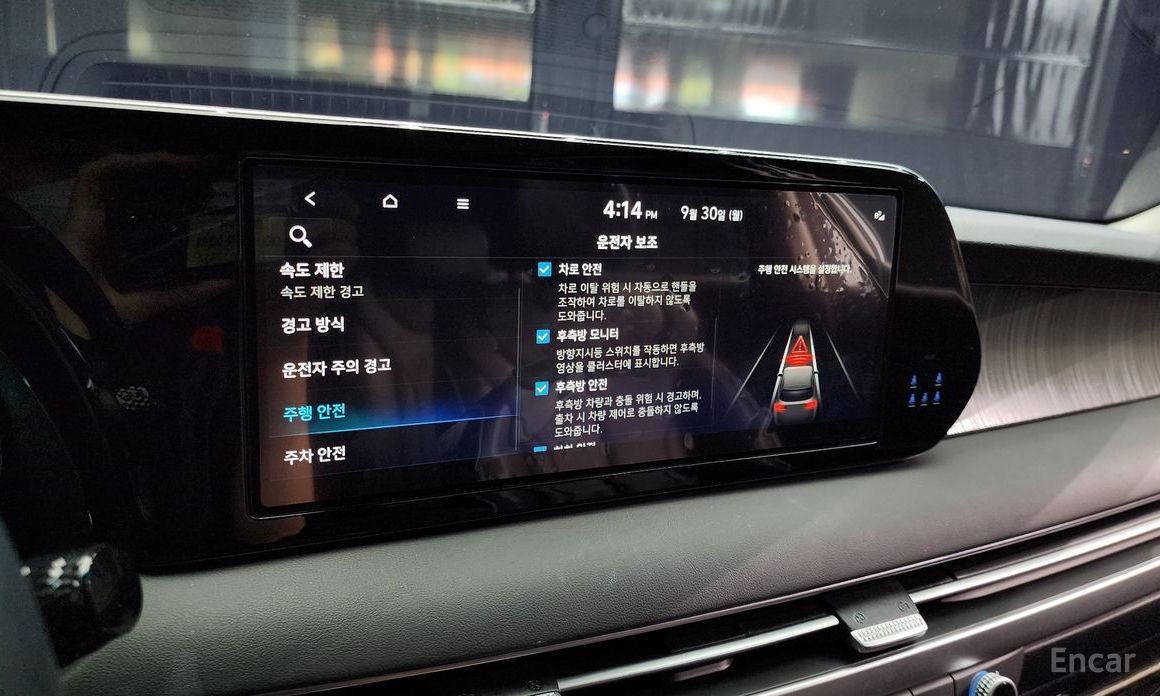 4:14 PM 9월 30일 (월)
운전자 보조
속도 제한
속도 제한 경고
경고 방식
운전자 주의 경고
주행 안전
주차 안전
차로 안전
차로 이탈 위험 시 자동으로 핸들을
조작하여 차로를 이탈하지 않도록
도와줍니다.
후측방 모니터
방향지시등 스위치를 작동하면 후측방
영상을 클러스터에 표시합니다.
후측방 안전
후측방 차량과 충돌 위험 시 경고하며,
출차 시 차량 제어로 충돌하지 않도록
도와줍니다.
주행 안전 시스템을 설정합니다.
Encar